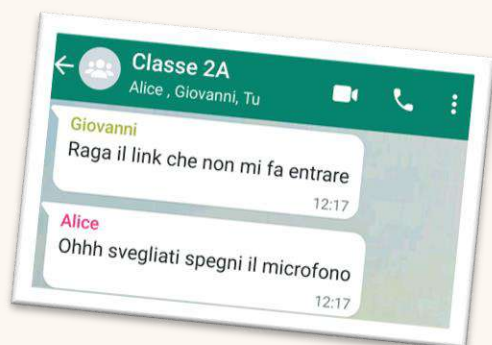 Classe 2A
Alice , Giovanni, Tu
Giovanni
Raga il link che non mi fa entrare
12:17
Alice
Ohhh svegliati spegni il microfono
12:17